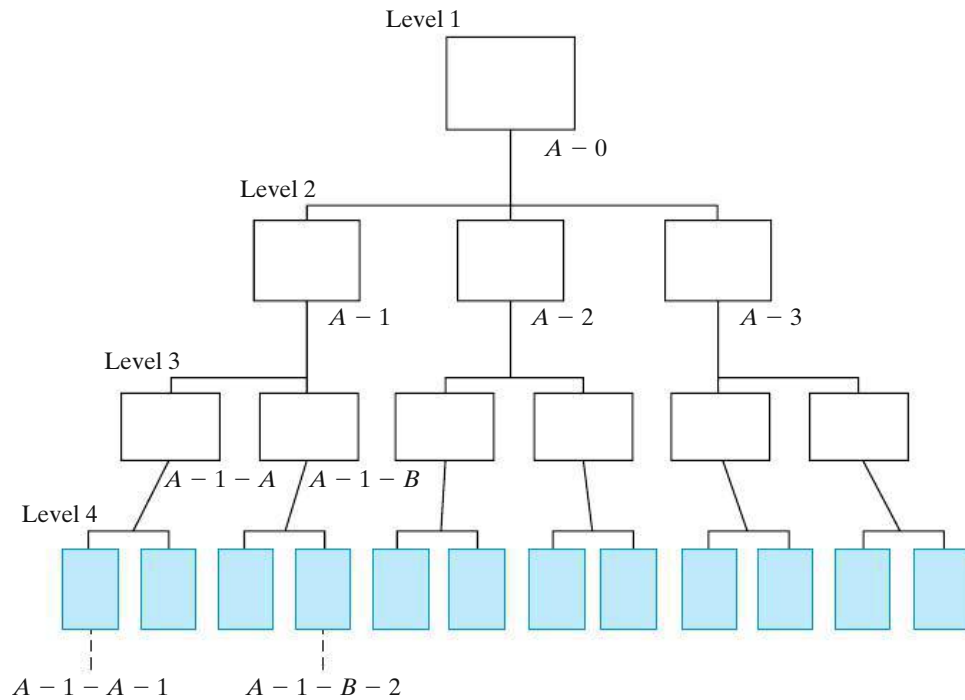 Level 1
A − 0
Level 2
A − 1
A − 2
A − 3
Level 3
A − 1 − A
A − 1 − B
Level 4
A − 1 − A − 1
A − 1 − B − 2